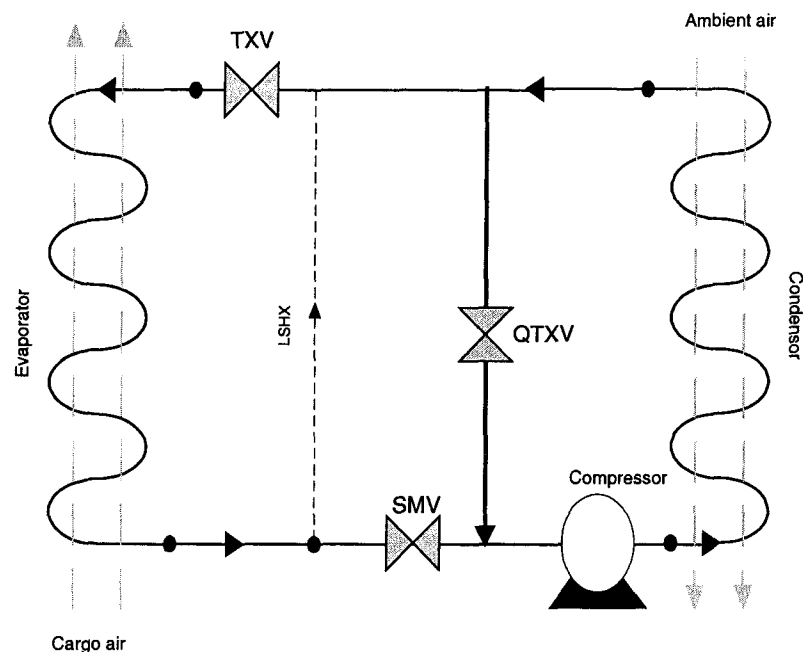 Ambient air
TXV
Evaporator
LSHX
QTXV
Condensor
Compressor
SMV
Cargo air